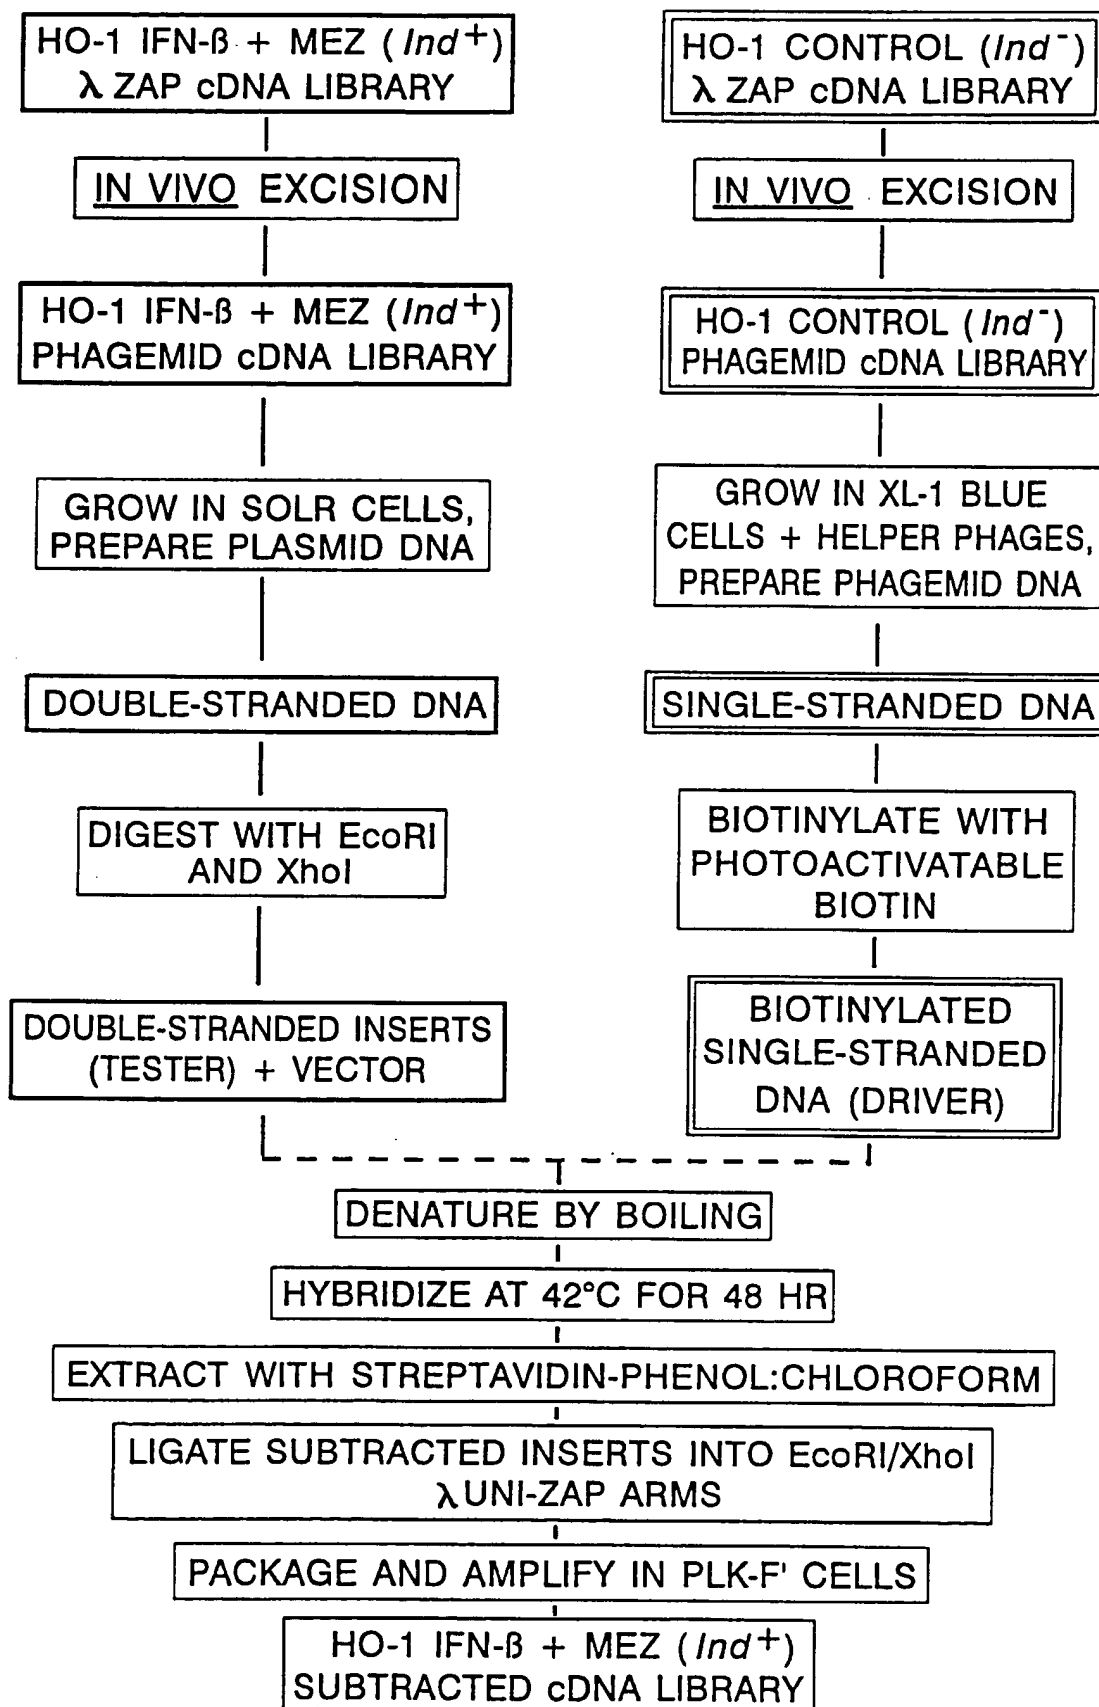 HO-1 IFN-ß + MEZ (Ind+)
λ ZAP cDNA LIBRARY
IN VIVO EXCISION
HO-1 IFN-ß + MEZ (Ind+)
PHAGEMID cDNA LIBRARY
GROW IN SOLR CELLS,
PREPARE PLASMID DNA
DOUBLE-STRANDED DNA
DIGEST WITH EcoRI
AND XhoI
DOUBLE-STRANDED INSERTS
(TESTER) + VECTOR
HO-1 CONTROL (Ind-)
λ ZAP cDNA LIBRARY
IN VIVO EXCISION
HO-1 CONTROL (Ind-)
PHAGEMID cDNA LIBRARY
GROW IN XL-1 BLUE
CELLS + HELPER PHAGES,
PREPARE PHAGEMID DNA
SINGLE-STRANDED DNA
BIOTINYLATE WITH
PHOTOACTIVATABLE
BIOTIN
BIOTINYLATED
SINGLE-STRANDED
DNA (DRIVER)
DENATURE BY BOILING
HYBRIDIZE AT 42°C FOR 48 HR
EXTRACT WITH STREPTAVIDIN-PHENOL:CHLOROFORM
LIGATE SUBTRACTED INSERTS INTO EcoRI/XhoI
λ UNI-ZAP ARMS
PACKAGE AND AMPLIFY IN PLK-F' CELLS
HO-1 IFN-ß + MEZ (Ind+)
SUBTRACTED cDNA LIBRARY